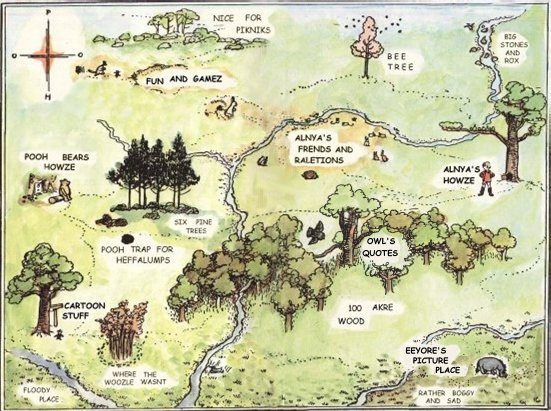 P
O
O
H
NICE FOR
PIKNIKS
BEE
TREE
BIG
STONES
AND
ROX
FUN AND GAMEZ
ALNYA'S
FRENDS AND
RALETIONS
POOH BEARS
HOWZE
ALNYA'S
HOWZE
SIX PINE
TREES
POOH TRAP FOR
HEFFALUMPS
OWL'S
QUOTES
CARTOON
STUFF
100 AKRE
WOOD
EEYORE'S
PICTURE
PLACE
WHERE THE
WOOZLE WASNT
FLOODY
PLACE
RATHER BOGGY
AND SAD